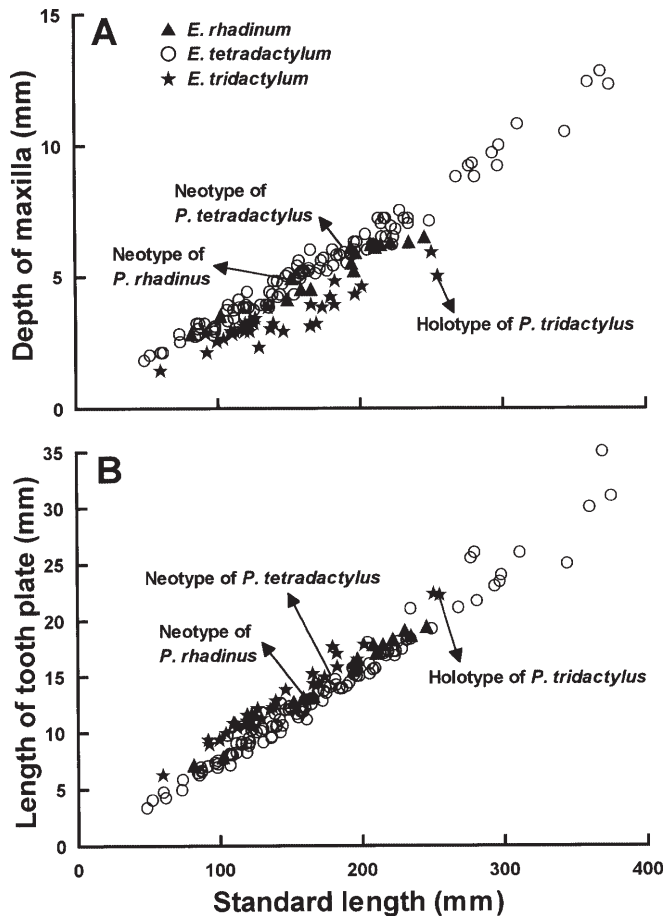 A
E. rhadinum
E. tetradactylum
E. tridactylum
15
10
5
0
Depth of maxilla (mm)
Neotype of
P. tetradactylus
Neotype of
P. rhadinus
Holotype of P. tridactylus
B
35
30
25
20
15
10
5
0
Length of tooth plate (mm)
Neotype of P. tetradactylus
Neotype of
P. rhadinus
Holotype of P. tridactylus
0
100
200
300
400
Standard length (mm)